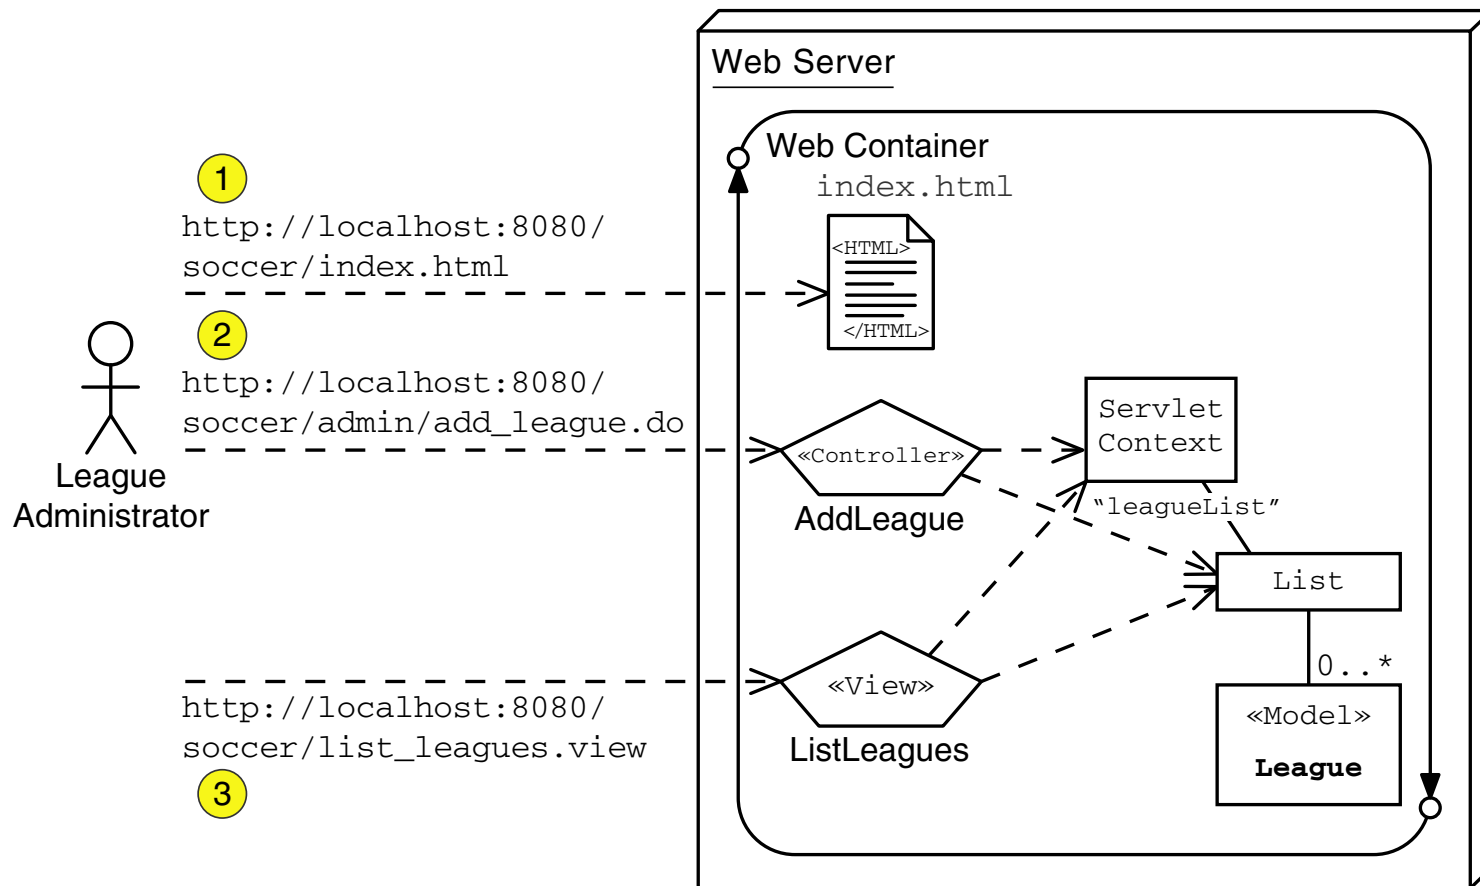 Web Server
Web Container
index.html
<HTML>
</HTML>
1
http://localhost:8080/
soccer/index.html
2
http://localhost:8080/
soccer/admin/add_league.do
League
Administrator
«Controller»
AddLeague
Servlet
Context
“leagueList”
List
0..*
«Model»
League
«View»
ListLeagues
http://localhost:8080/
soccer/list_leagues.view
3